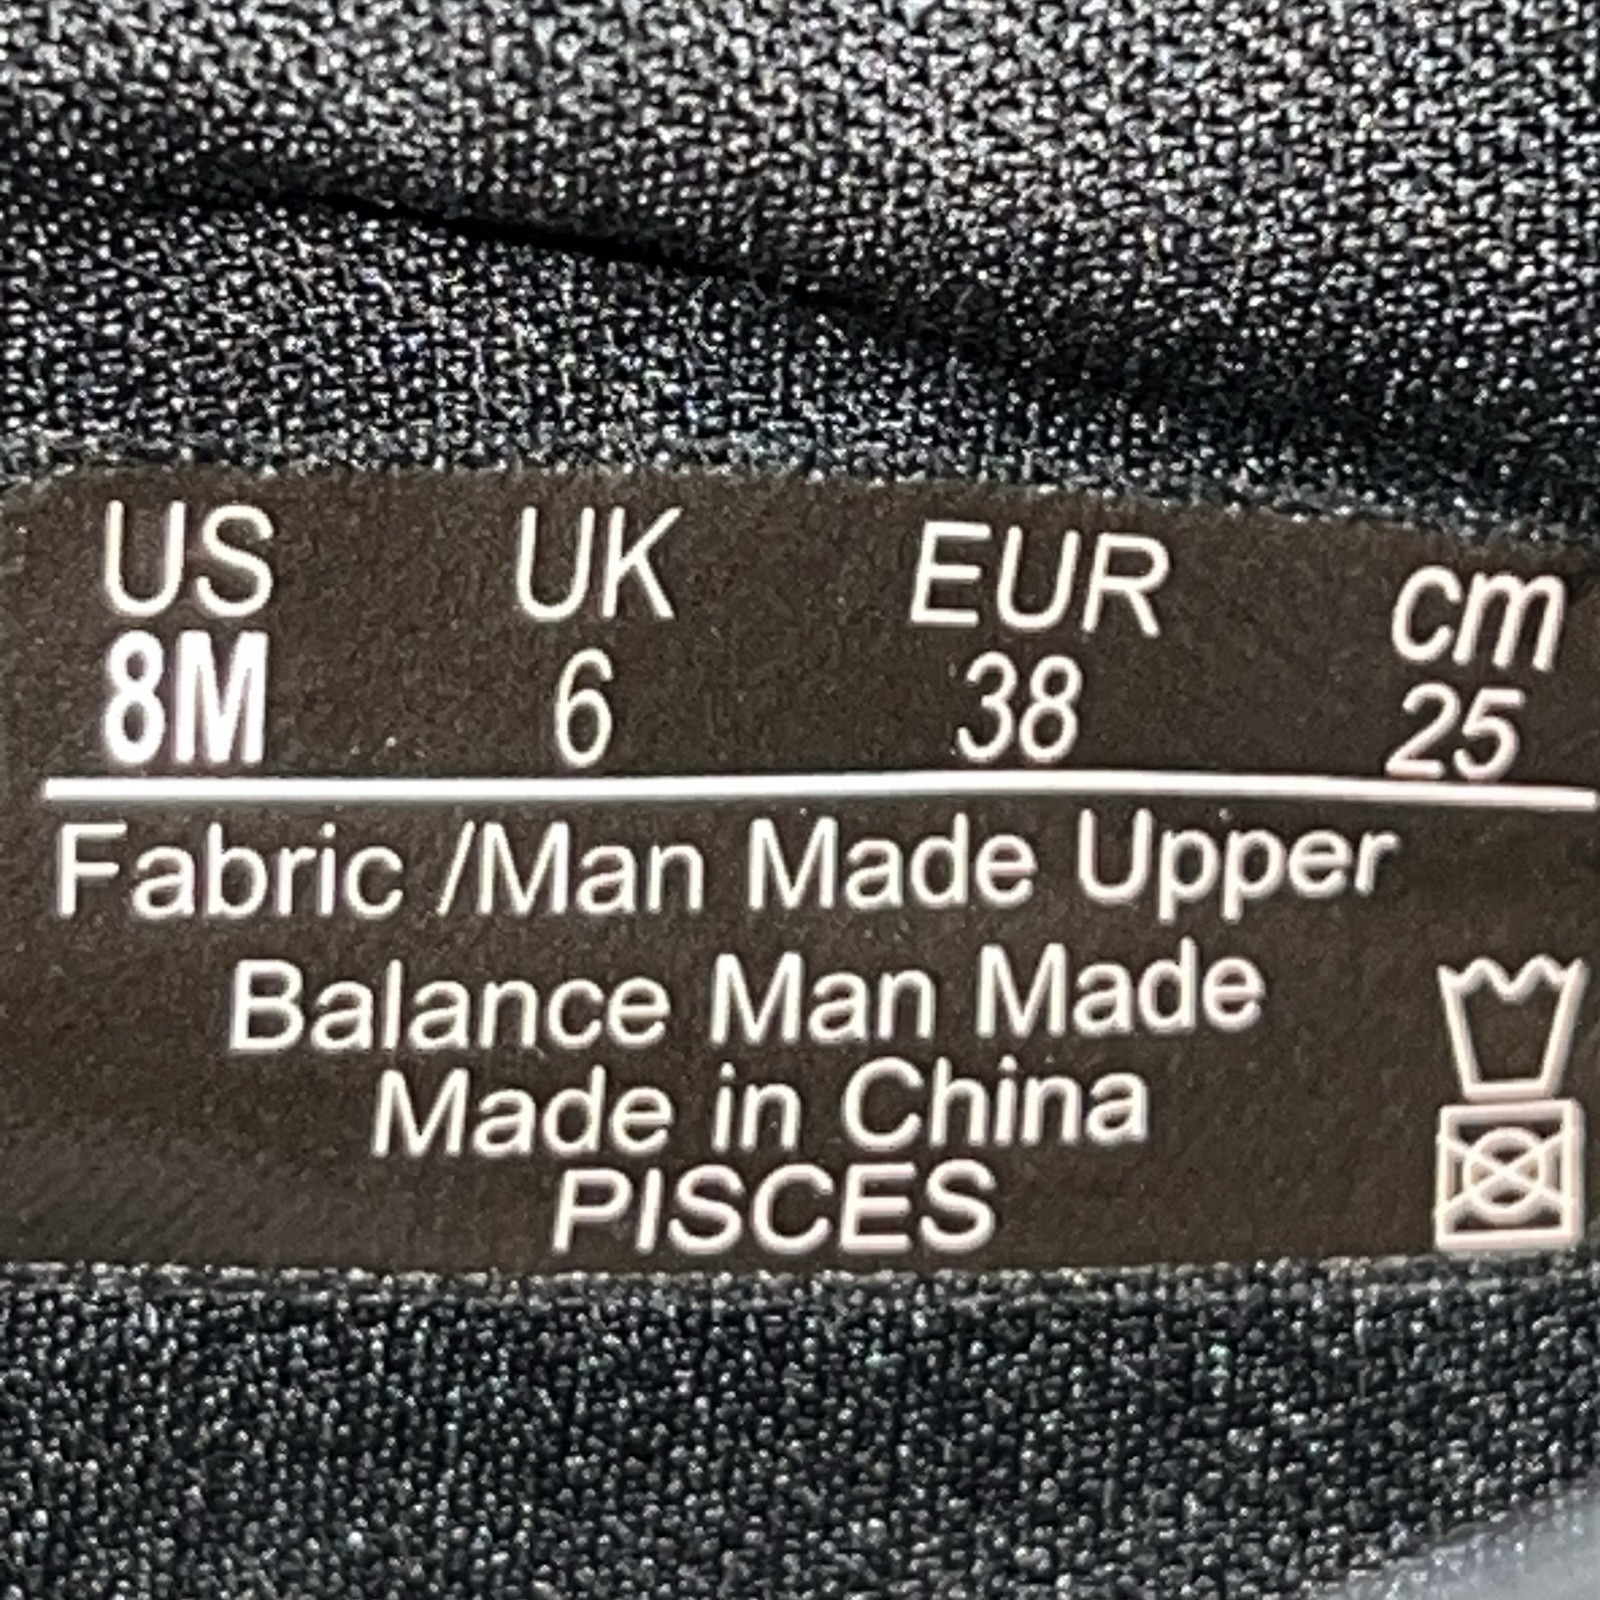 US UK EUR cm
8M 6 38 25
Fabric /Man Made Upper
Balance Man Made
Made in China
PISCES